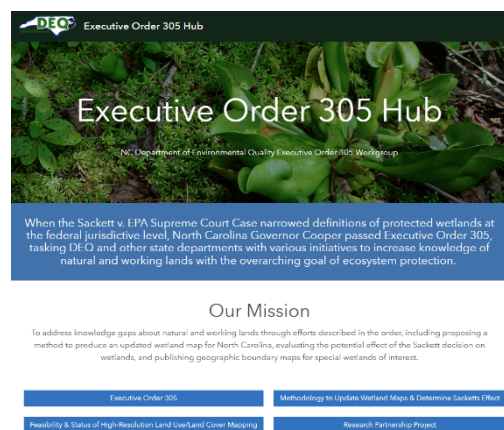 DEQ Executive Order 305 Hub
Executive Order 305 Hub
NC Department of Environmental Quality Executive Order 305 Workgroup
When the Sackett v. EPA Supreme Court Case narrowed definitions of protected wetlands at
the federal jurisdictive level, North Carolina Governor Cooper passed Executive Order 305,
tasking DEQ and other state departments with various initiatives to increase knowledge of
natural and working lands with the overarching goal of ecosystem protection.
Our Mission
To address knowledge gaps about natural and working lands through efforts described in the order, including proposing a
method to produce an updated wetland map for North Carolina, evaluating the potential effect of the Sackett decision on
wetlands, and publishing geographic boundary maps for special wetlands of interest.
Executive Order 305
Methodology to Update Wetland Maps & Determine Sacketts Effect
Feasibility & Status of High-Resolution Land Use/Land Cover Mapping
Research Partnership Project